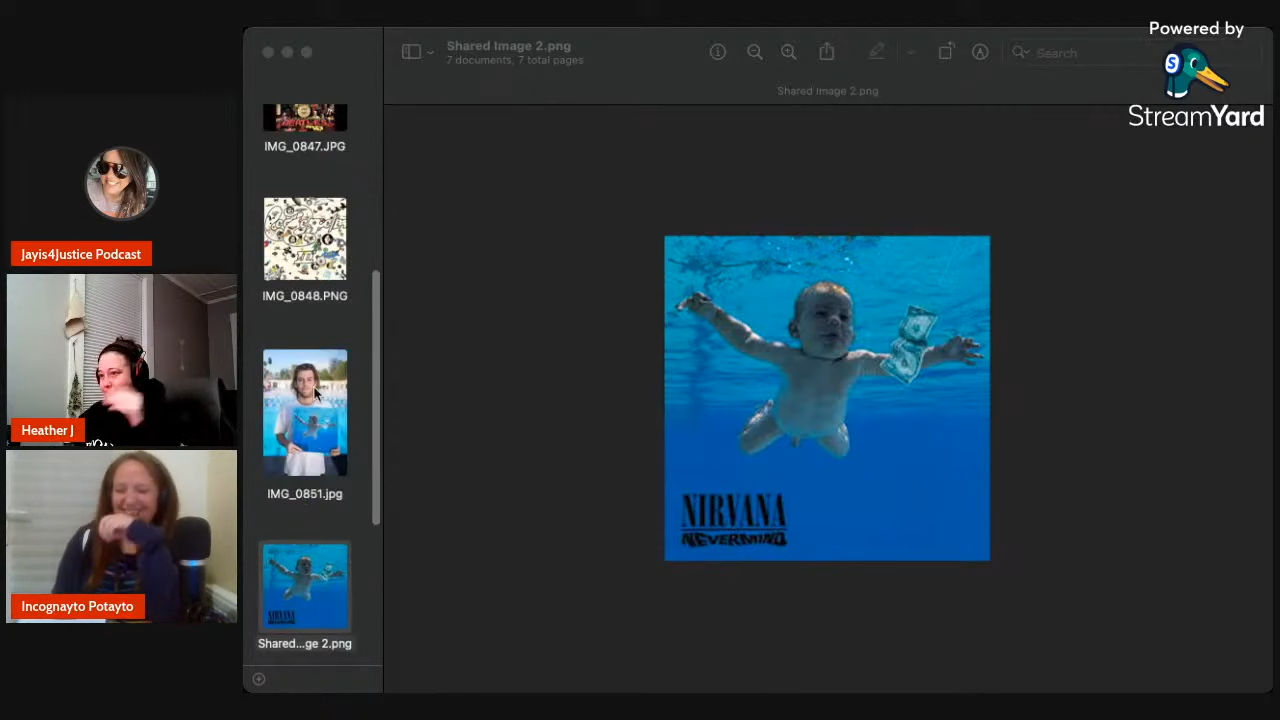 Powered by
StreamYard
Shared Image 2.png
7 documents, 7 total pages
Search
Shared Image 2.png
IMG_0847.JPG
IMG_0848.PNG
IMG_0851.jpg
Shared...ge 2.png
Jayis4Justice Podcast
Heather J
Incognayto Potayto
NIRVANA
NEVERMIND
NIRVANA